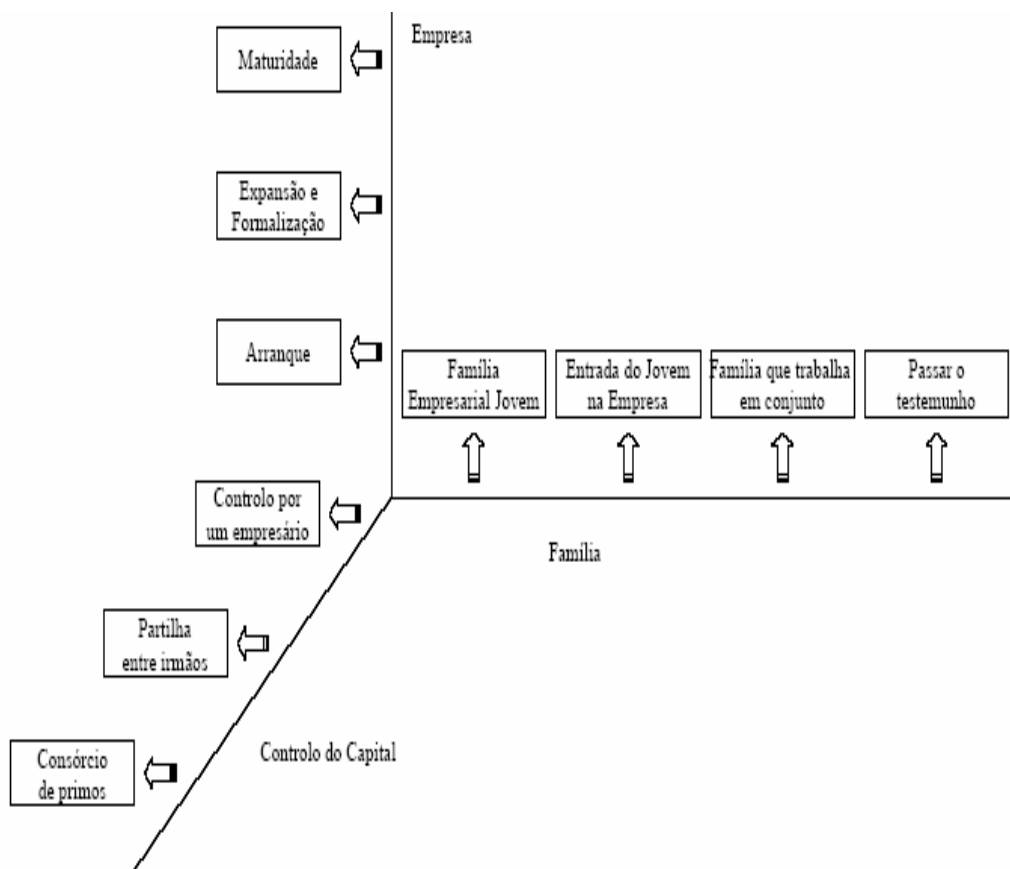 Empresa
Maturidade
Expansão e
Formalização
Arranque
Família
Empresarial Jovem
Entrada do Jovem
na Empresa
Família que trabalha
em conjunto
Passar o
testemunho
Controlo por
um empresário
Família
Partilha
entre irmãos
Controlo do Capital
Consórcio
de primos